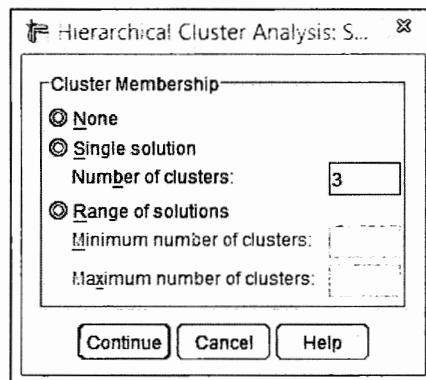 Hierarchical Cluster Analysis: S...
Cluster Membership
None
Single solution
Number of clusters: 3
Range of solutions
Minimum number of clusters:
Maximum number of clusters:
Continue Cancel Help